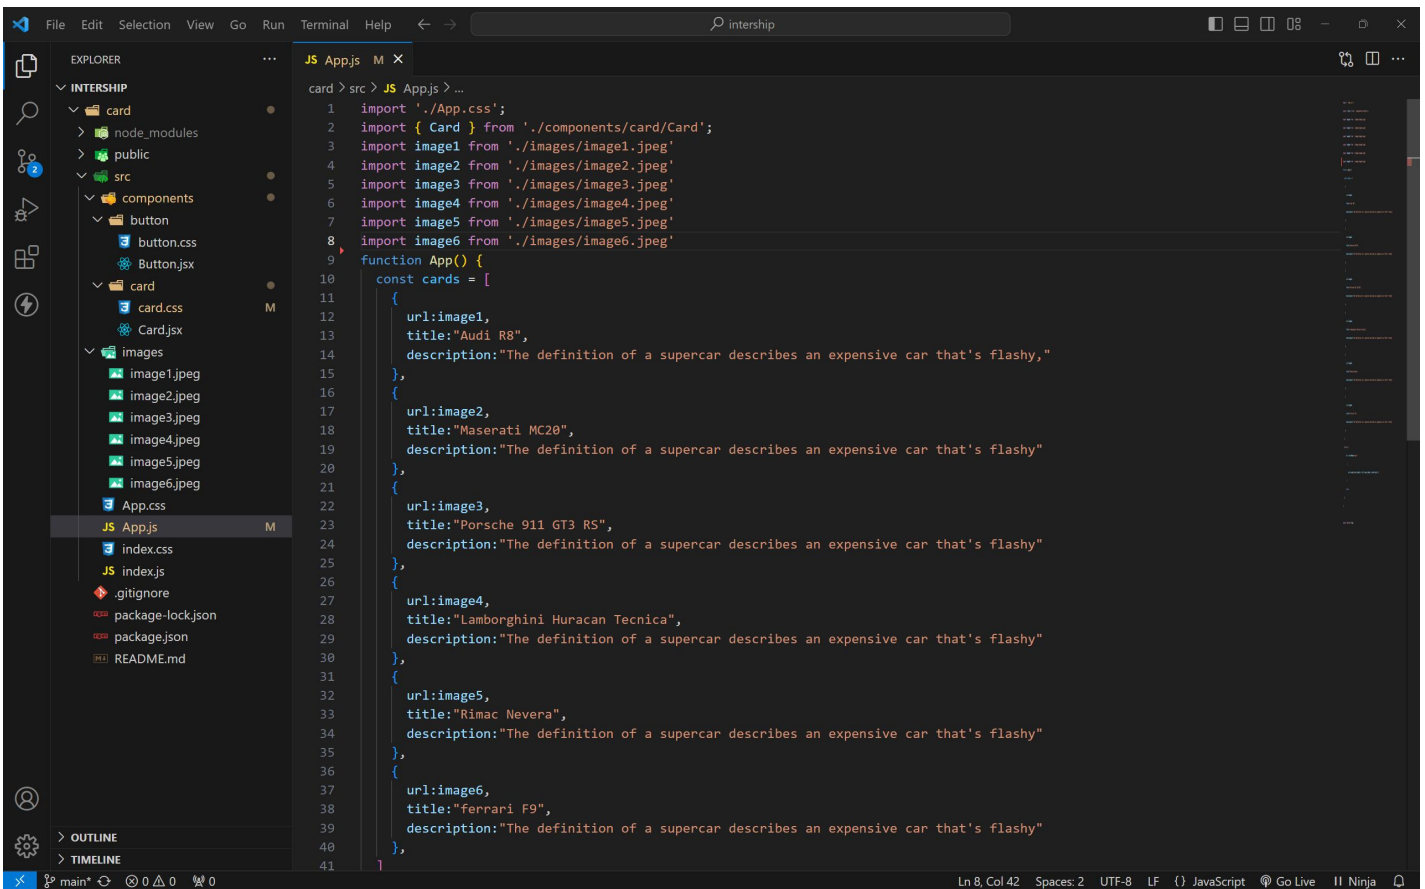 File Edit Selection View Go Run Terminal Help intership
EXPLORER
INTERSHIP
card
node_modules
public
src
components
button
button.css
Button.jsx
card
card.css M
Card.jsx
images
image1.jpeg
image2.jpeg
image3.jpeg
image4.jpeg
image5.jpeg
image6.jpeg
App.css
JS App.js M
index.css
JS index.js
.gitignore
package-lock.json
package.json
README.md
OUTLINE
TIMELINE
2
JS App.js M
card > src > JS App.js > ...
1 import './App.css';
2 import { Card } from './components/card/Card';
3 import image1 from './images/image1.jpeg'
4 import image2 from './images/image2.jpeg'
5 import image3 from './images/image3.jpeg'
6 import image4 from './images/image4.jpeg'
7 import image5 from './images/image5.jpeg'
8 import image6 from './images/image6.jpeg'
9 function App() {
10 const cards = [
11 {
12 url:image1,
13 title:"Audi R8",
14 description:"The definition of a supercar describes an expensive car that's flashy,"
15 },
16 {
17 url:image2,
18 title:"Maserati MC20",
19 description:"The definition of a supercar describes an expensive car that's flashy"
20 },
21 {
22 url:image3,
23 title:"Porsche 911 GT3 RS",
24 description:"The definition of a supercar describes an expensive car that's flashy"
25 },
26 {
27 url:image4,
28 title:"Lamborghini Huracan Tecnica",
29 description:"The definition of a supercar describes an expensive car that's flashy"
30 },
31 {
32 url:image5,
33 title:"Rimac Nevera",
34 description:"The definition of a supercar describes an expensive car that's flashy"
35 },
36 {
37 url:image6,
38 title:"ferrari F9",
39 description:"The definition of a supercar describes an expensive car that's flashy"
40 },
41 ]
main* 0 0 0 Ln 8, Col 42 Spaces: 2 UTF-8 LF {} JavaScript Go Live Ninja